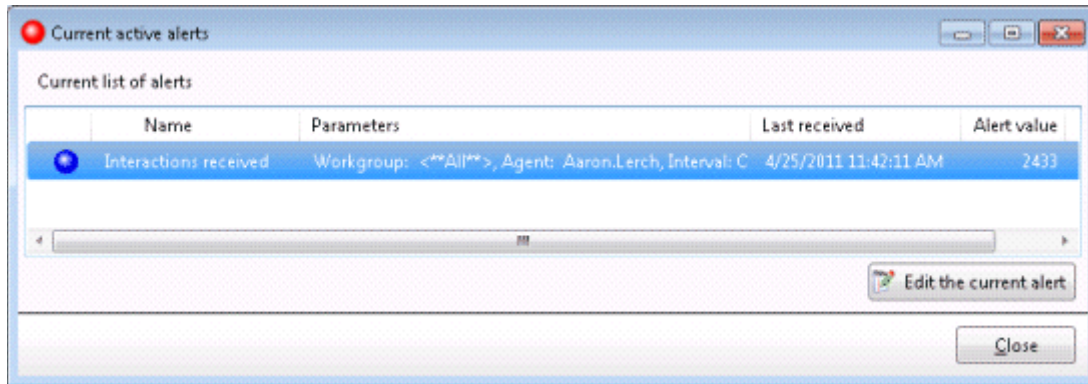 Current active alerts
Current list of alerts
Name Parameters Last received Alert value
Interactions received Workgroup: <**All**>, Agent: Aaron.Lerch, Interval: C 4/25/2011 11:42:11 AM 2433
Edit the current alert
Close